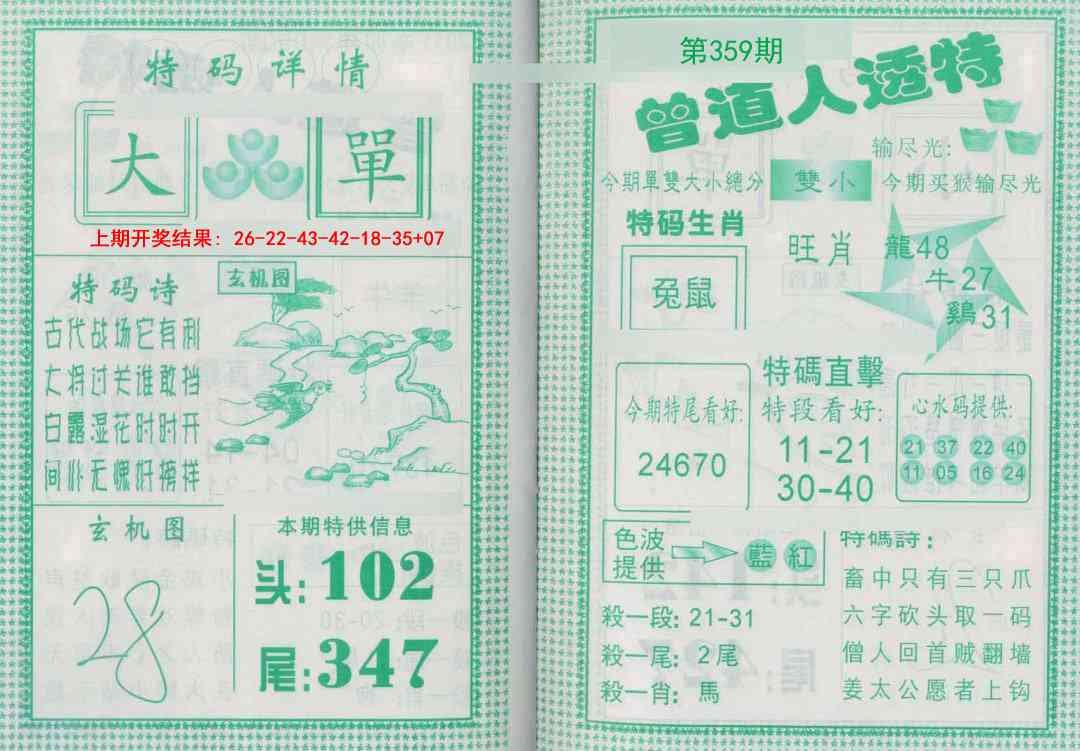 特码详情
大 單
上期开奖结果: 26-22-43-42-18-35+07
特码诗
古代战场它有利
大将过关谁敢挡
白露湿花时时开
问心无愧好榜样
玄机图
玄机图
28
本期特供信息
头:102
尾:347
第359期
曾道人透特
输尽光:
今期單雙大小總分
雙小
今期买猴输尽光
特码生肖
兔鼠
旺肖
龍48
牛27
鷄31
今期特尾看好:
24670
特碼直擊
特段看好:
11-21
30-40
心水码提供:
21 37 22 40
11 05 16 24
色波
提供
藍 紅
殺一段: 21-31
殺一尾: 2尾
殺一肖: 馬
特碼詩:
畜中只有三只爪
六字砍头取一码
僧人回首贼翻墙
姜太公愿者上钩